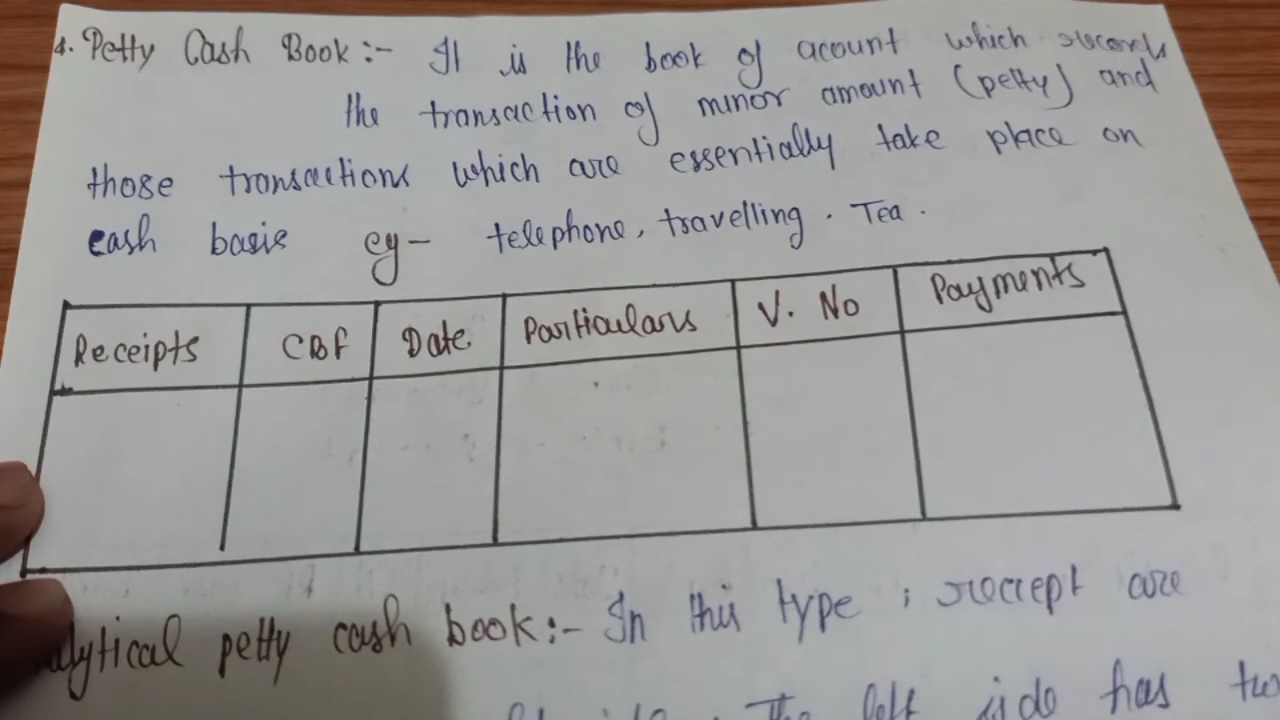 4. Petty Cash Book :- It is the book of acount which records
the transaction of minor amount (petty) and
those transactions which are essentially take place on
cash basis eg- telephone, travelling. Tea.
Receipts CBF Date Particulars V. No Payments
alytical petty cash book :- In this type ; receipt are
The left side has